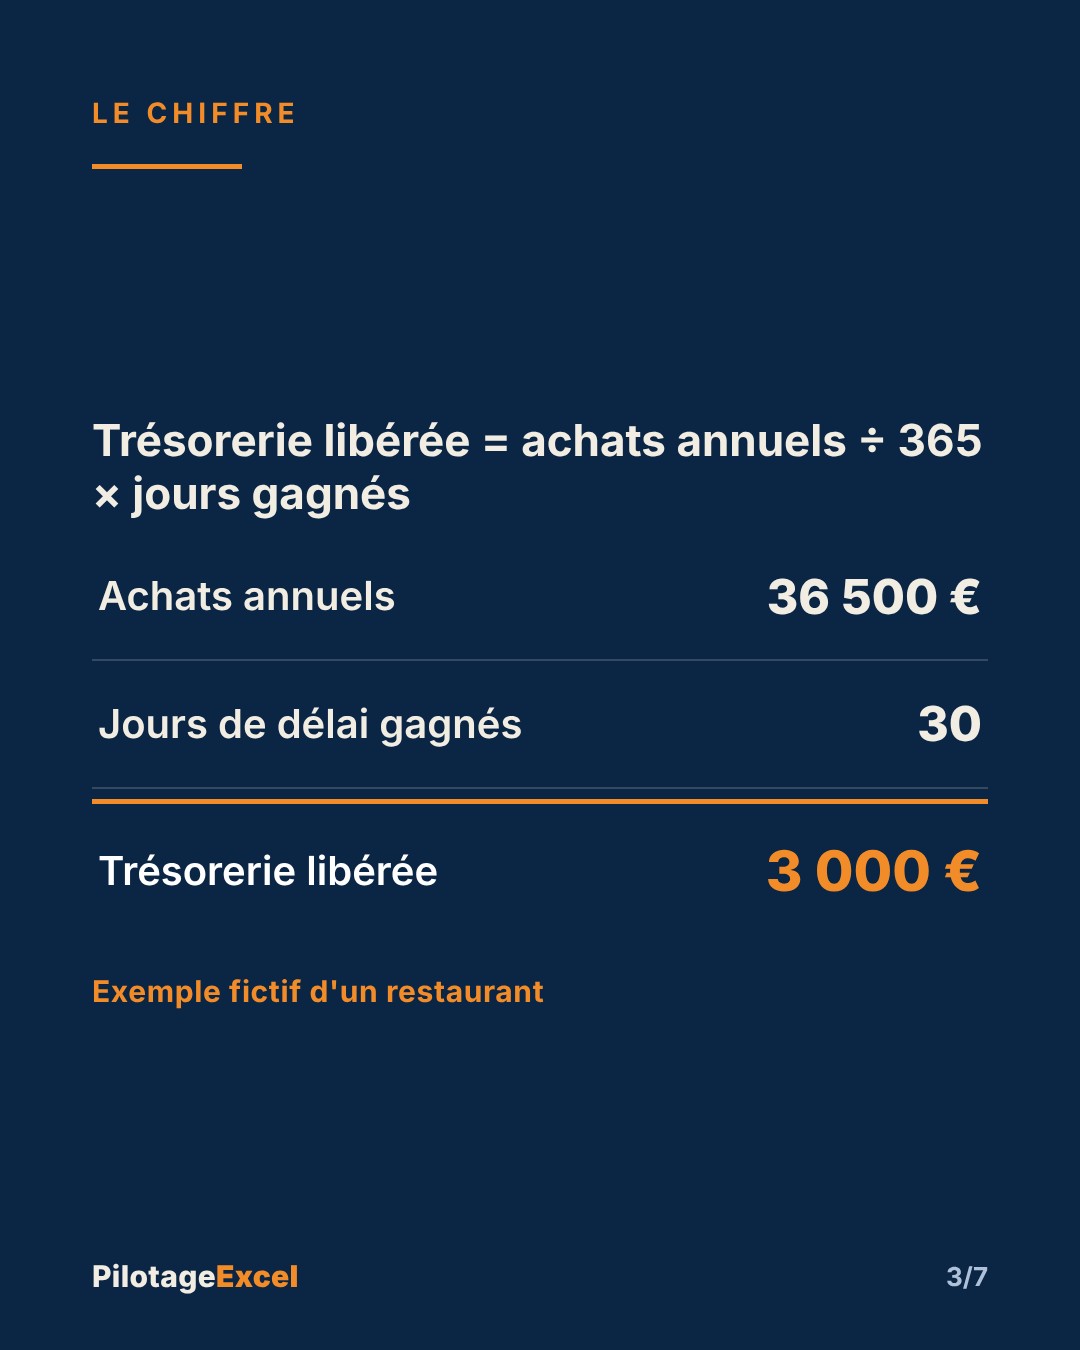 LE CHIFFRE
Trésorerie libérée = achats annuels ÷ 365
× jours gagnés
Achats annuels 36 500 €
Jours de délai gagnés 30
Trésorerie libérée 3 000 €
Exemple fictif d'un restaurant
PilotageExcel 3/7